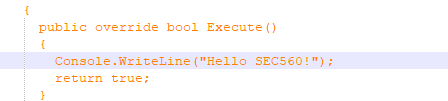 {
public override bool Execute()
{
Console.WriteLine("Hello SEC560!");
return true;
}